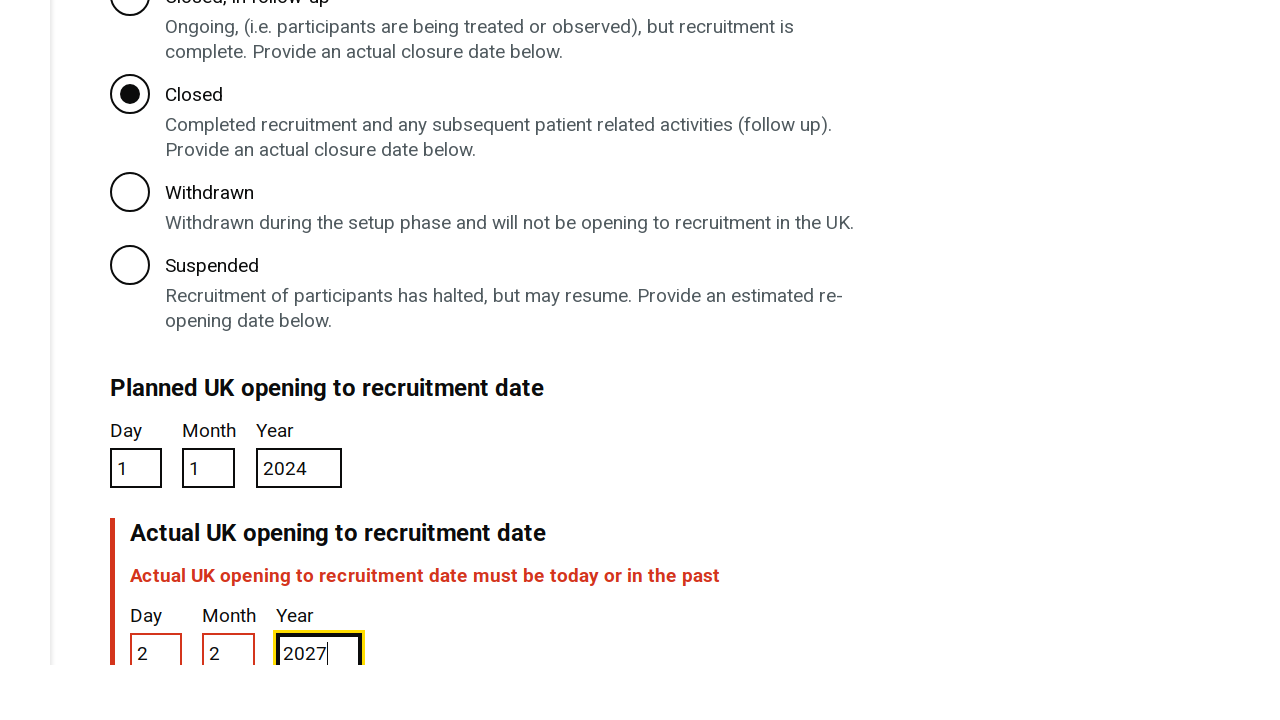 Closed, in follow-up
Ongoing, (i.e. participants are being treated or observed), but recruitment is
complete. Provide an actual closure date below.
Closed
Completed recruitment and any subsequent patient related activities (follow up).
Provide an actual closure date below.
Withdrawn
Withdrawn during the setup phase and will not be opening to recruitment in the UK.
Suspended
Recruitment of participants has halted, but may resume. Provide an estimated re-
opening date below.
Planned UK opening to recruitment date
Day Month Year
1 1 2024
Actual UK opening to recruitment date
Actual UK opening to recruitment date must be today or in the past
Day Month Year
2 2 2027